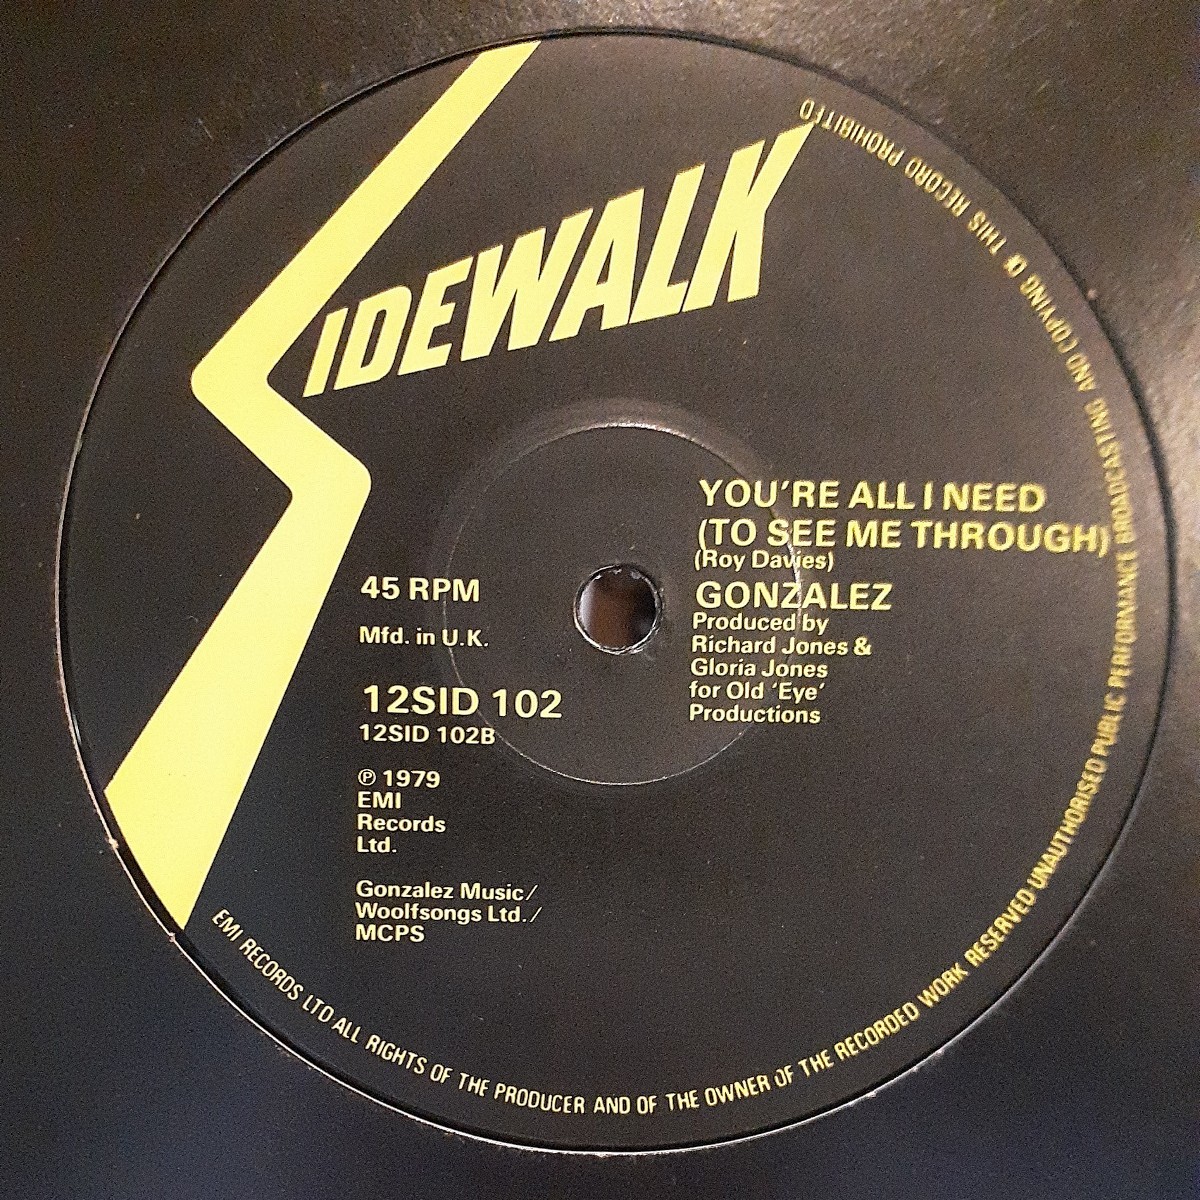 SIDEWALK
YOU'RE ALL I NEED
(TO SEE ME THROUGH)
(Roy Davies)
GONZALEZ
Produced by
Richard Jones &
Gloria Jones
for Old 'Eye'
Productions
45 RPM
Mfd. in U.K.
12SID 102
12SID 102B
℗ 1979
EMI
Records
Ltd.
Gonzalez Music/
Woolfsongs Ltd./
MCPS
EMI RECORDS LTD ALL RIGHTS OF THE PRODUCER AND OF THE OWNER OF THE RECORDED WORK RESERVED UNAUTHORISED PUBLIC PERFORMANCE BROADCASTING AND COPYING OF THIS RECORD PROHIBITED